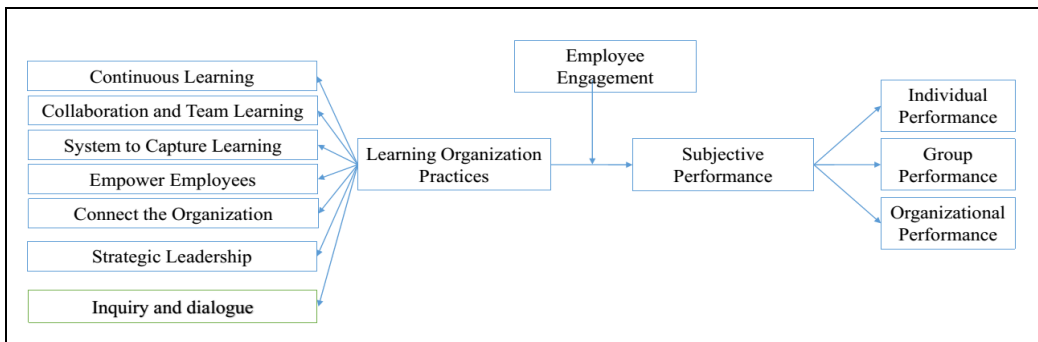 Employee
Engagement
Continuous Learning
Collaboration and Team Learning
System to Capture Learning
Empower Employees
Connect the Organization
Strategic Leadership
Inquiry and dialogue
Learning Organization
Practices
Subjective
Performance
Individual
Performance
Group
Performance
Organizational
Performance